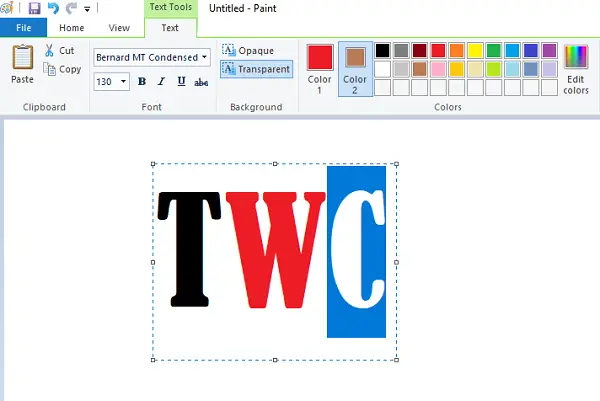 Text Tools
Untitled - Paint
File
Home
View
Text
Paste
Cut
Copy
Clipboard
Bernard MT Condensed
130
B I U abc
Font
Opaque
Transparent
Background
Color 1
Color 2
Colors
Edit colors
TWC